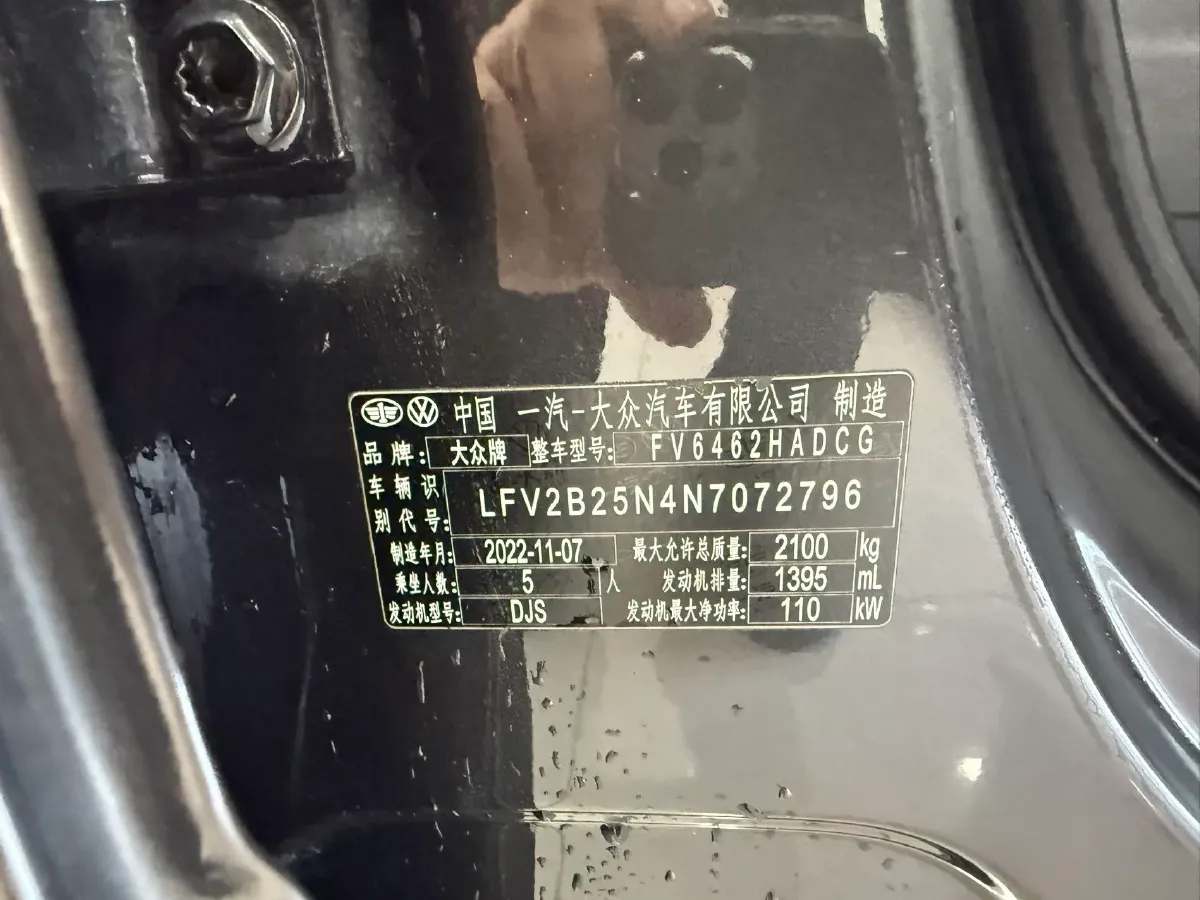 中国 一汽-大众汽车有限公司 制造
品牌: 大众牌 整车型号: FV6462HADCG
车辆识别代号: LFV2B25N4N7072796
制造年月: 2022-11-07 最大允许总质量: 2100 kg
乘坐人数: 5 人 发动机排量: 1395 mL
发动机型号: DJS 发动机最大净功率: 110 kW